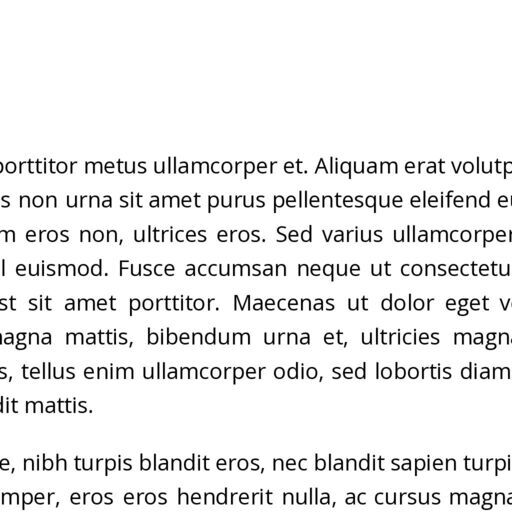 porttitor metus ullamcorper et. Aliquam erat volutp
s non urna sit amet purus pellentesque eleifend eu
m eros non, ultrices eros. Sed varius ullamcorper
l euismod. Fusce accumsan neque ut consectetu
st sit amet porttitor. Maecenas ut dolor eget v
magna mattis, bibendum urna et, ultricies magna
s, tellus enim ullamcorper odio, sed lobortis diam
dit mattis.
e, nibh turpis blandit eros, nec blandit sapien turpi
mper, eros eros hendrerit nulla, ac cursus magna